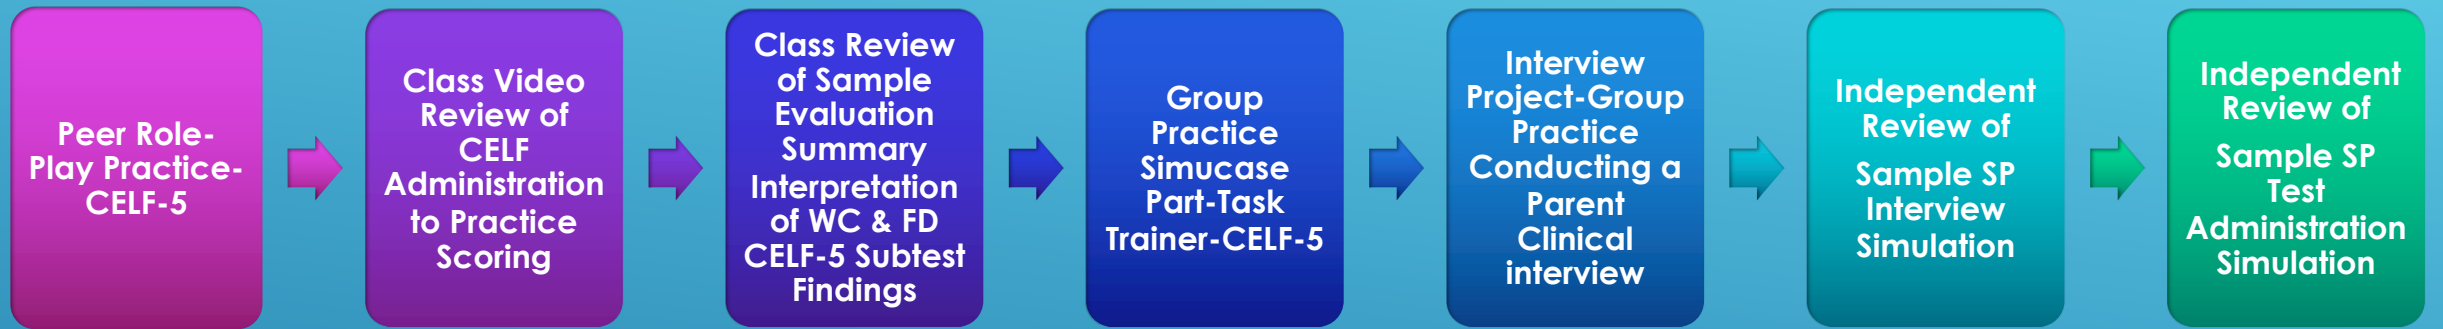 Peer Role-
Play Practice-
CELF-5
Class Video
Review of
CELF
Administration
to Practice
Scoring
Class Review
of Sample
Evaluation
Summary
Interpretation
of WC & FD
CELF-5 Subtest
Findings
Group
Practice
Simucase
Part-Task
Trainer-CELF-5
Interview
Project-Group
Practice
Conducting a
Parent
Clinical
interview
Independent
Review of
Sample SP
Interview
Simulation
Independent
Review of
Sample SP
Test
Administration
Simulation